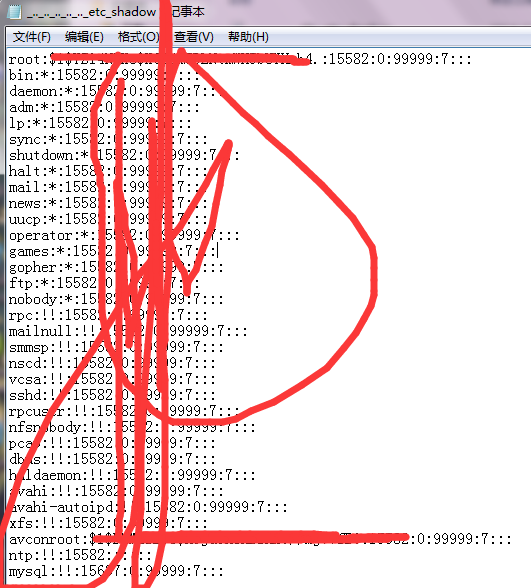 _.._.._.._.._.._etc_shadow 记事本
文件(F) 编辑(E) 格式(O) 查看(V) 帮助(H)
root: :15582:0:99999:7:::
bin:*:15582:0:99999:7:::
daemon:*:15582:0:99999:7:::
adm:*:15582:0:99999:7:::
lp:*:15582:0:99999:7:::
sync:*:15582:0:99999:7:::
shutdown:*:15582:0:99999:7:::
halt:*:15582:0:99999:7:::
mail:*:15582:0:99999:7:::
news:*:15582:0:99999:7:::
uucp:*:15582:0:99999:7:::
operator:*:15582:0:99999:7:::
games:*:15582:0:99999:7:::
gopher:*:15582:0:99999:7:::
ftp:*:15582:0:99999:7:::
nobody:*:15582:0:99999:7:::
rpc:!!:15582:0:99999:7:::
mailnull:!!:15582:0:99999:7:::
smmsp:!!:15582:0:99999:7:::
nscd:!!:15582:0:99999:7:::
vcsa:!!:15582:0:99999:7:::
sshd:!!:15582:0:99999:7:::
rpcuser:!!:15582:0:99999:7:::
nfsnobody:!!:15582:0:99999:7:::
pcap:!!:15582:0:99999:7:::
dbus:!!:15582:0:99999:7:::
haldaemon:!!:15582:0:99999:7:::
avahi:!!:15582:0:99999:7:::
avahi-autoipd:!!:15582:0:99999:7:::
xfs:!!:15582:0:99999:7:::
avconroot: :0:99999:7:::
ntp:!!:15582:::::
mysql:!!:15637:0:99999:7:::